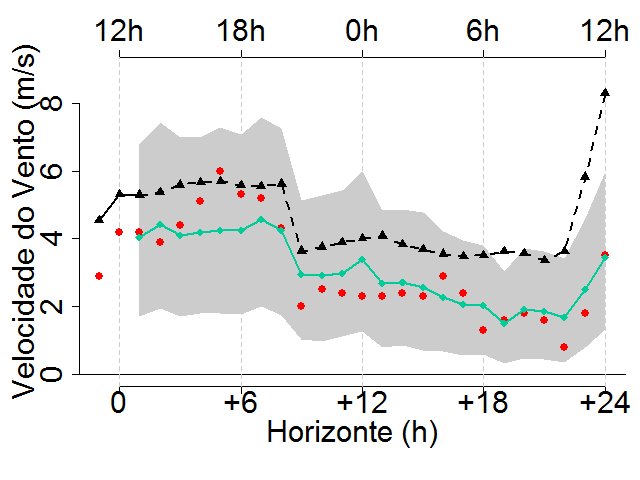 12h 18h 0h 6h 12h
Velocidade do Vento (m/s)
8
6
4
2
0
0 +6 +12 +18 +24
Horizonte (h)